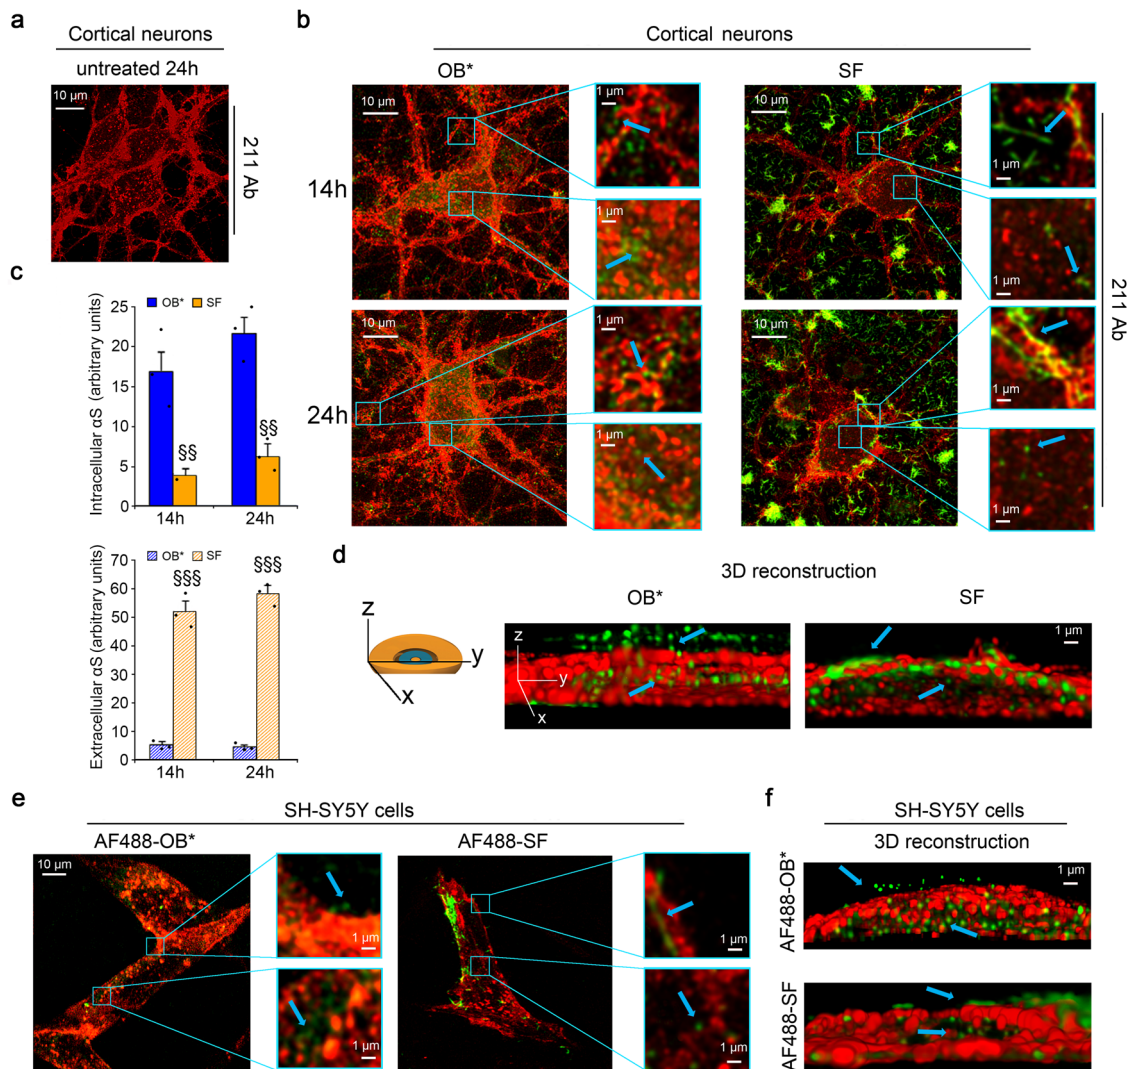 a
Cortical neurons
untreated 24h
10 µm
211 Ab
b
Cortical neurons
OB*
SF
14h
10 µm
1 µm
1 µm
10 µm
1 µm
1 µm
24h
10 µm
1 µm
1 µm
10 µm
1 µm
1 µm
211 Ab
c
OB* SF
Intracellular αS (arbitrary units)
25
20
15
10
5
0
§§
§§
14h 24h
OB* SF
Extracellular αS (arbitrary units)
70
60
50
40
30
20
10
0
§§§
§§§
14h 24h
d
3D reconstruction
OB*
SF
z
y
x
z
y
x
1 µm
e
SH-SY5Y cells
AF488-OB*
AF488-SF
10 µm
1 µm
1 µm
1 µm
1 µm
f
SH-SY5Y cells
3D reconstruction
AF488-OB*
1 µm
AF488-SF